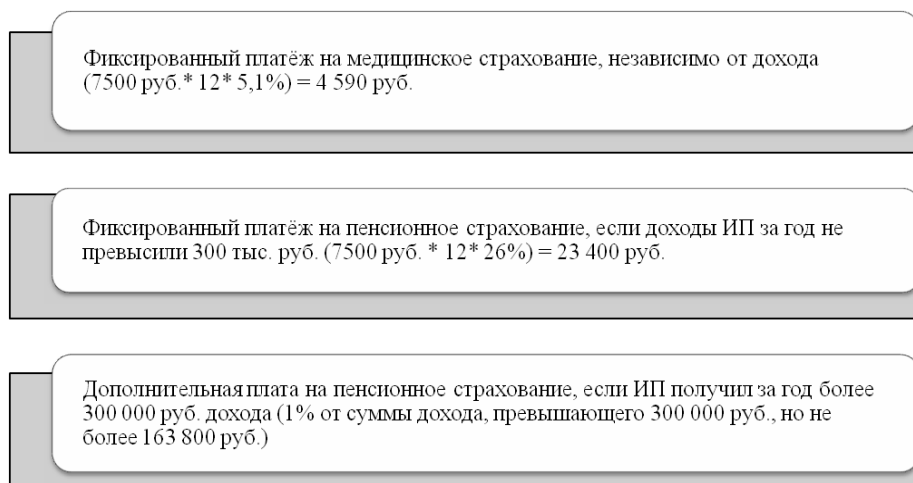 Фиксированный платёж на медицинское страхование, независимо от дохода
(7500 руб.* 12* 5,1%) = 4 590 руб.
Фиксированный платёж на пенсионное страхование, если доходы ИП за год не
превысили 300 тыс. руб. (7500 руб. * 12* 26%) = 23 400 руб.
Дополнительная плата на пенсионное страхование, если ИП получил за год более
300 000 руб. дохода (1% от суммы дохода, превышающего 300 000 руб., но не
более 163 800 руб.)